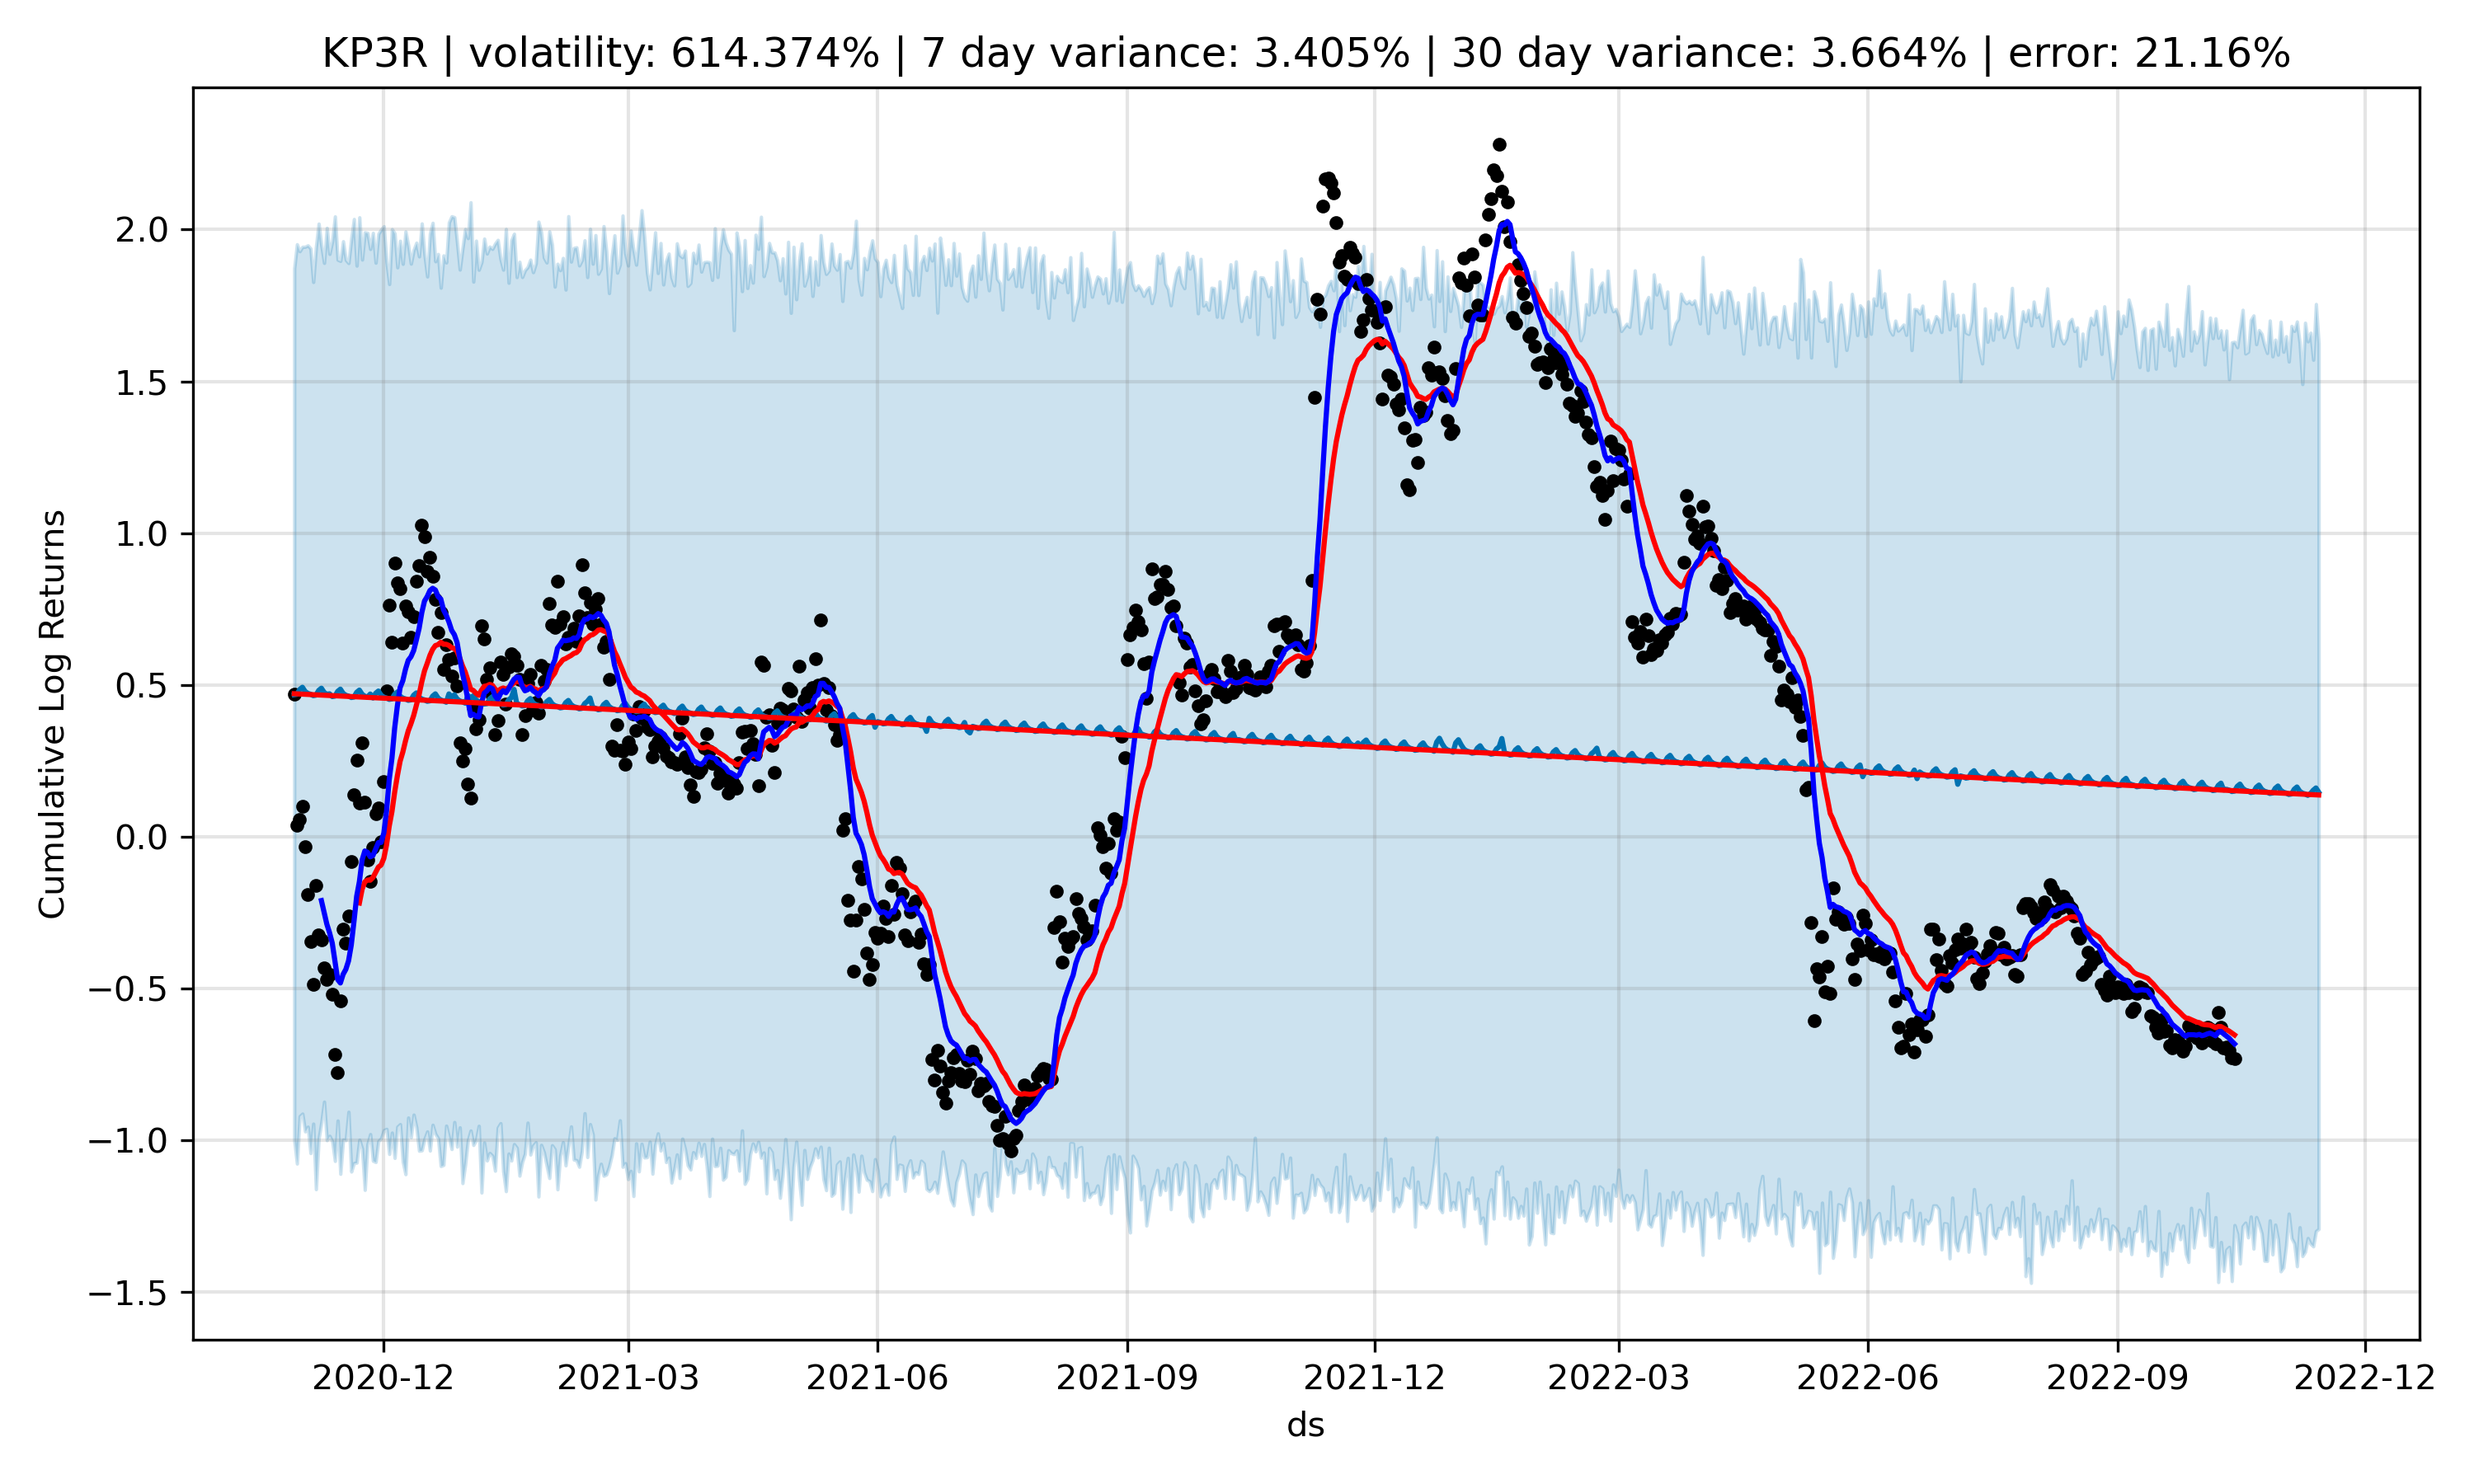 KP3R | volatility: 614.374% | 7 day variance: 3.405% | 30 day variance: 3.664% | error: 21.16%
Cumulative Log Returns
2.0
1.5
1.0
0.5
0.0
−0.5
−1.0
−1.5
2020-12 2021-03 2021-06 2021-09 2021-12 2022-03 2022-06 2022-09 2022-12
ds